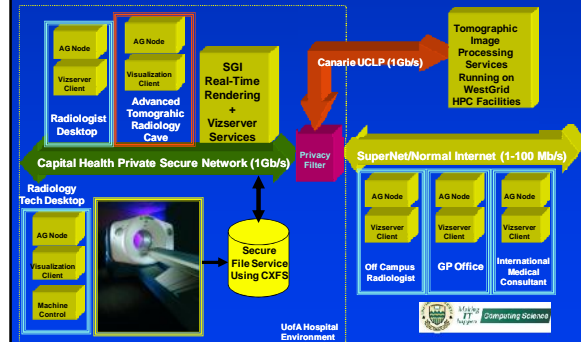 AG Node
Vizserver
Client
Radiologist
Desktop
AG Node
Visualization
Client
Advanced
Tomograhic
Radiology
Cave
SGI
Real-Time
Rendering
+
Vizserver
Services
Canarie UCLP (1Gb/s)
Tomographic
Image
Processing
Services
Running on
WestGrid
HPC Facilities
Capital Health Private Secure Network (1Gb/s)
Privacy
Filter
SuperNet/Normal Internet (1-100 Mb/s)
Radiology
Tech Desktop
AG Node
Visualization
Client
Machine
Control
Secure
File Service
Using CXFS
UofA Hospital
Environment
AG Node
Vizserver
Client
Off Campus
Radiologist
AG Node
Vizserver
Client
GP Office
AG Node
Vizserver
Client
International
Medical
Consultant
Making
IT
happen
Computing Science